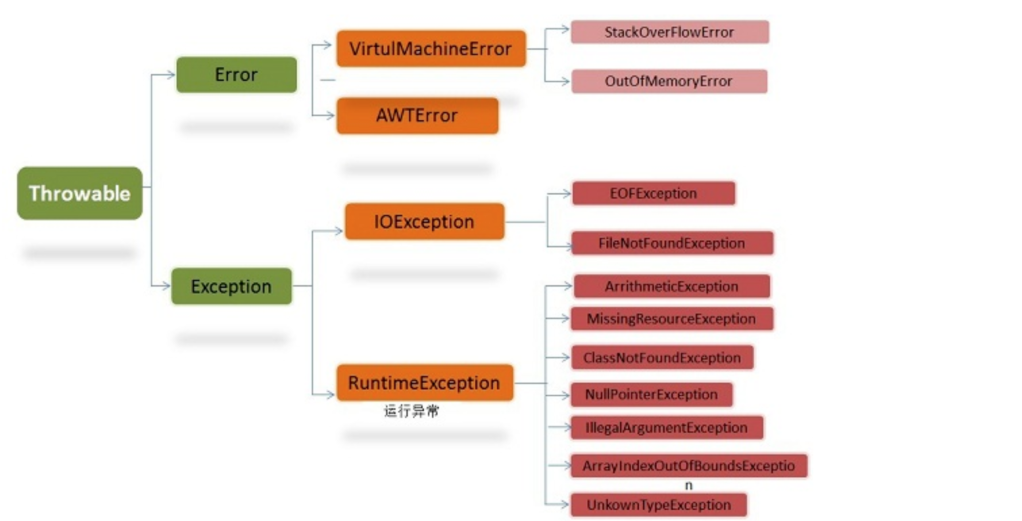 Throwable
Error
VirtulMachineError
StackOverFlowError
OutOfMemoryError
AWTError
Exception
IOException
EOFException
FileNotFoundException
RuntimeException
运行异常
ArrithmeticException
MissingResourceException
ClassNotFoundException
NullPointerException
IllegalArgumentException
ArrayIndexOutOfBoundsExceptio
n
UnkownTypeException